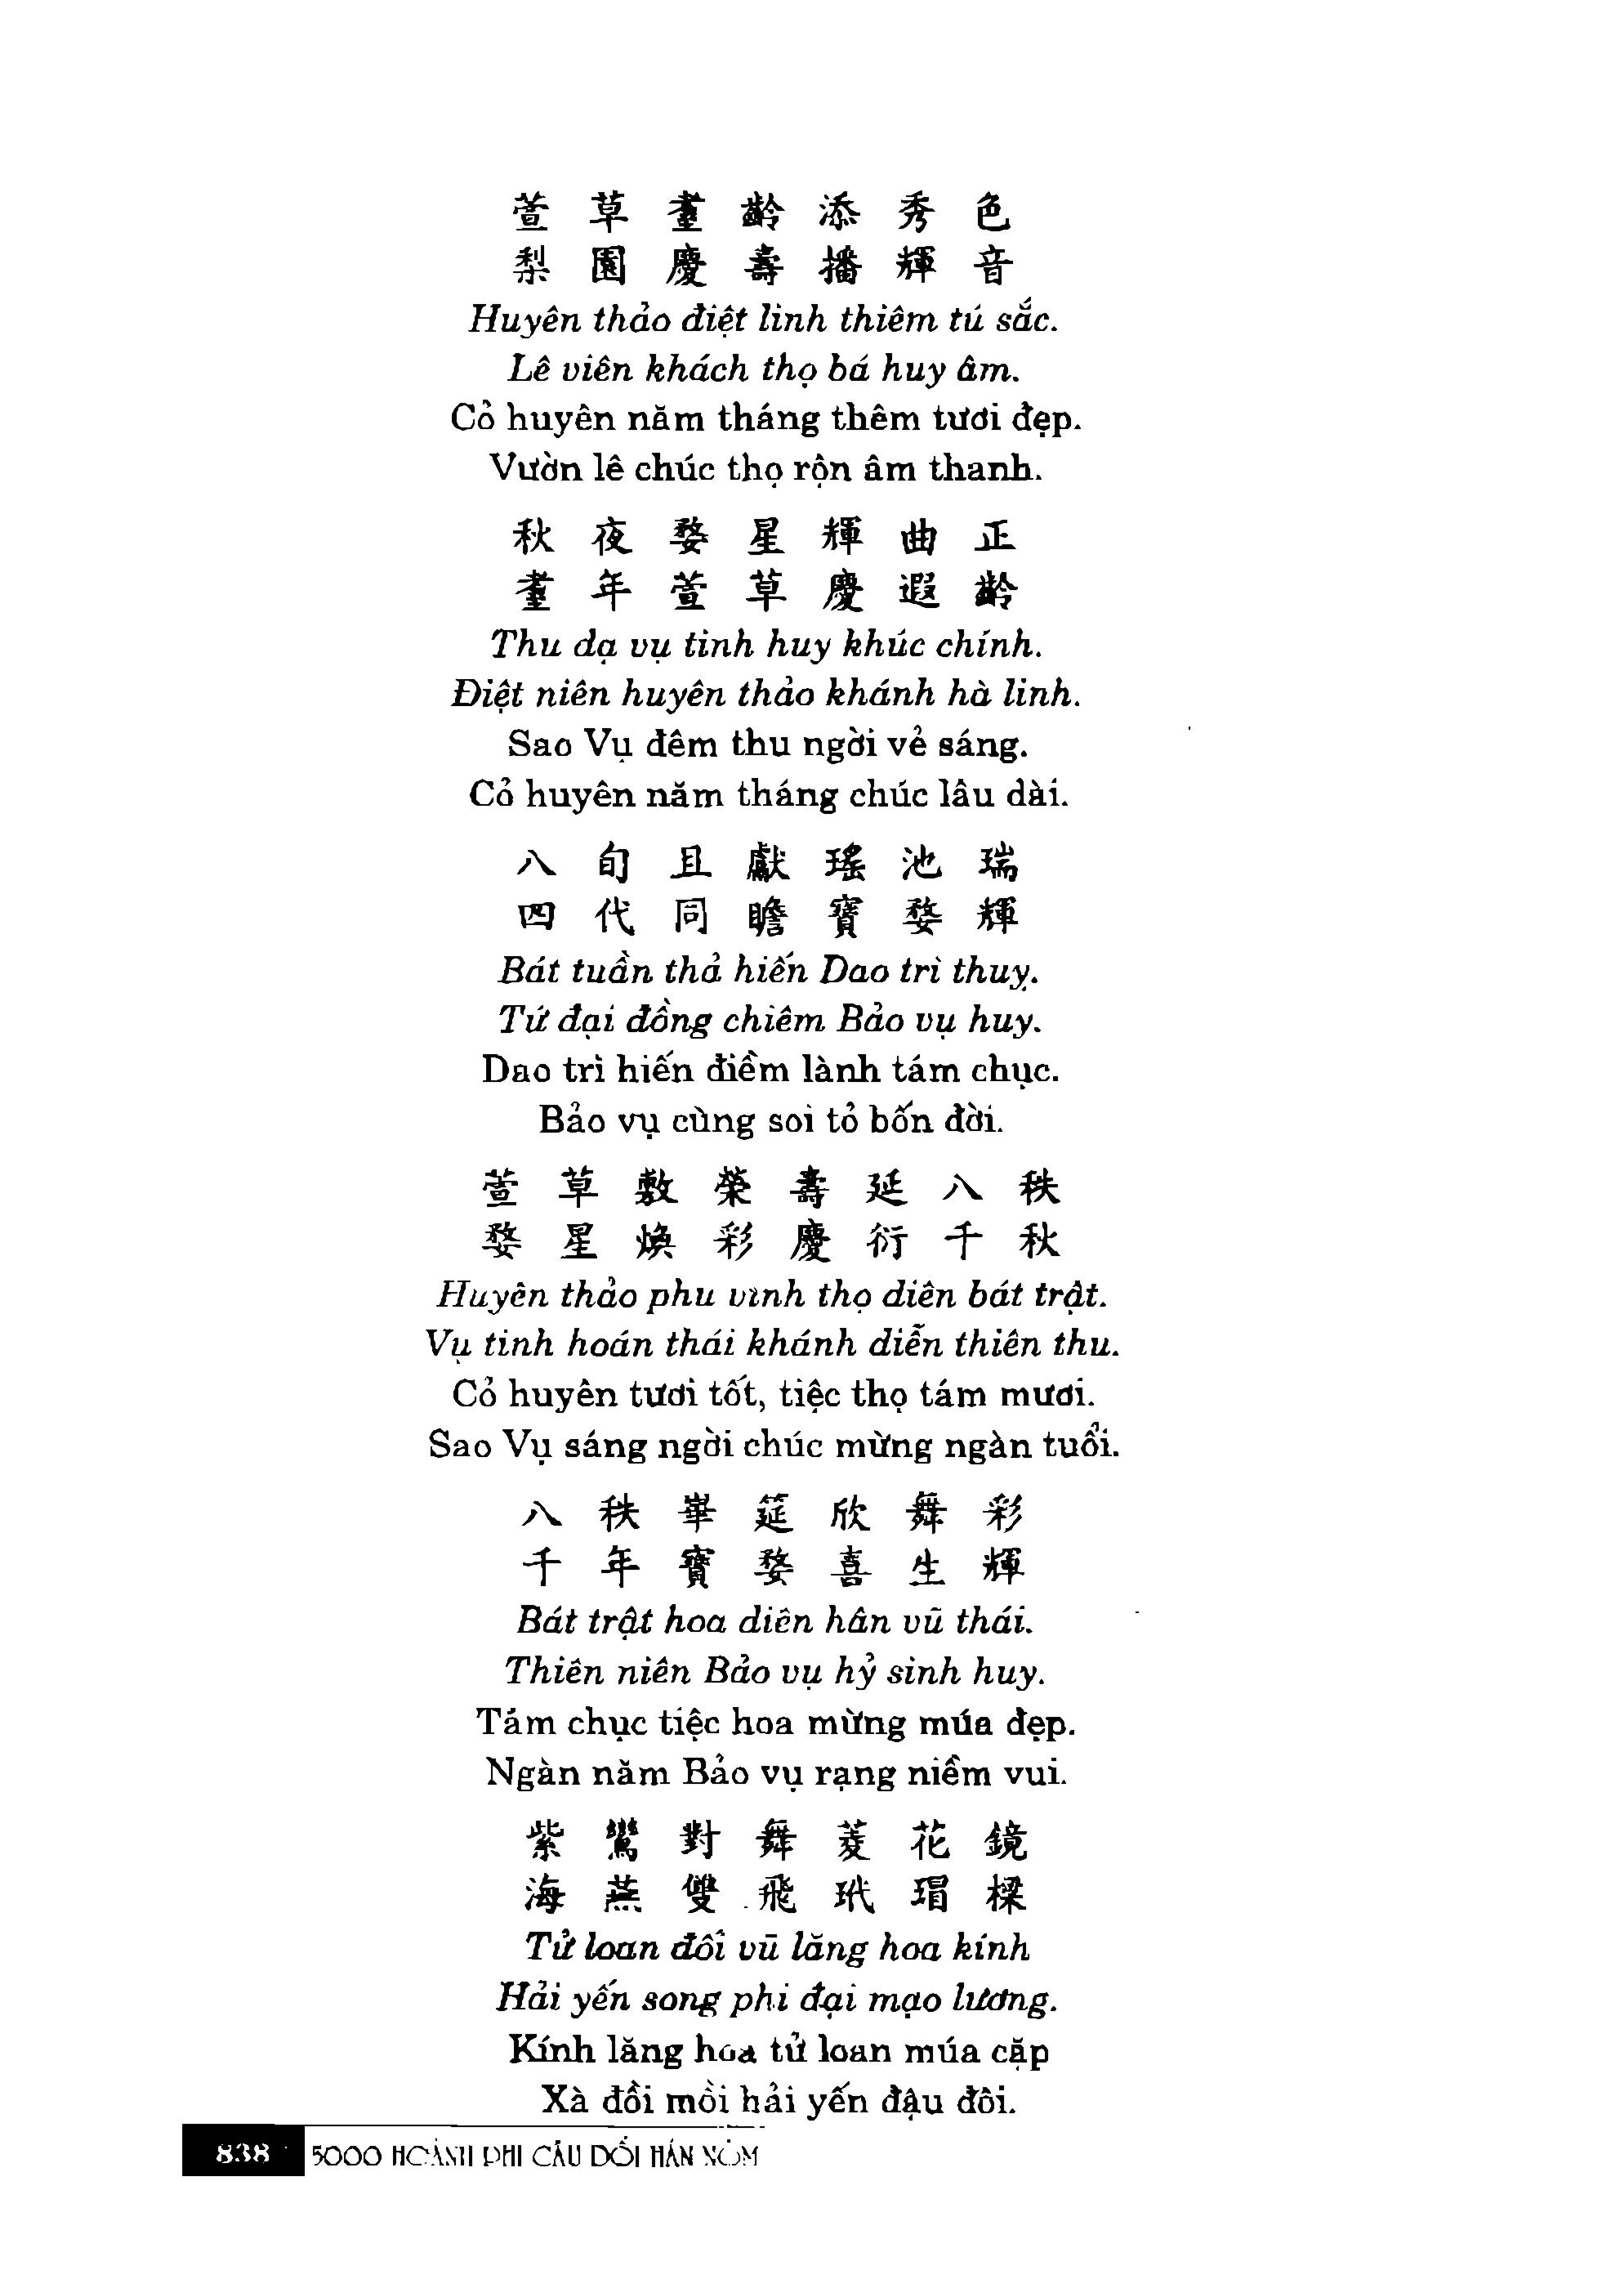 萱草耋齡添秀色
梨園慶壽播輝音
Huyên thảo điệt linh thiêm tú sắc.
Lê viên khách thọ bá huy âm.
Cỏ huyên năm tháng thêm tươi đẹp.
Vườn lê chúc thọ rộn âm thanh.
秋夜婺星輝曲正
耋年萱草慶遐齡
Thu dạ vụ tinh huy khúc chính.
Điệt niên huyên thảo khánh hà linh.
Sao Vụ đêm thu ngời vẻ sáng.
Cỏ huyên năm tháng chúc lâu dài.
八旬且獻瑤池瑞
四代同瞻寶婺輝
Bát tuần thả hiến Dao trì thuỵ.
Tứ đại đồng chiêm Bảo vụ huy.
Dao trì hiến điềm lành tám chục.
Bảo vụ cùng soi tỏ bốn đời.
萱草敷榮壽延八秩
婺星焕彩慶衍千秋
Huyên thảo phu vinh thọ diên bát trật.
Vụ tinh hoán thái khánh diễn thiên thu.
Cỏ huyên tươi tốt, tiệc thọ tám mươi.
Sao Vụ sáng ngời chúc mừng ngàn tuổi.
八秩崋筵欣舞彩
千年寶婺喜生輝
Bát trật hoa diên hân vũ thái.
Thiên niên Bảo vụ hỷ sinh huy.
Tám chục tiệc hoa mừng múa đẹp.
Ngàn năm Bảo vụ rạng niềm vui.
紫鸞對舞菱花鏡
海燕雙飛玳瑁樑
Tử loan đối vũ lăng hoa kính
Hải yến song phi đại mạo lương.
Kính lăng hoa tử loan múa cặp
Xà đồi mồi hải yến đậu đôi.
838 5000 HOÀNH PHI CÂU ĐỐI HÁN NÔM